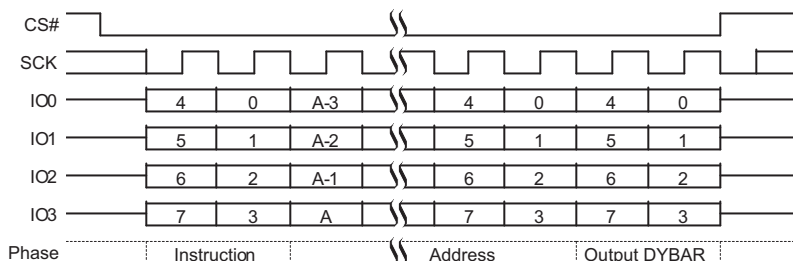 CS#
SCK
IO0 4 0 A-3 4 0 4 0
IO1 5 1 A-2 5 1 5 1
IO2 6 2 A-1 6 2 6 2
IO3 7 3 A 7 3 7 3
Phase Instruction Address Output DYBAR